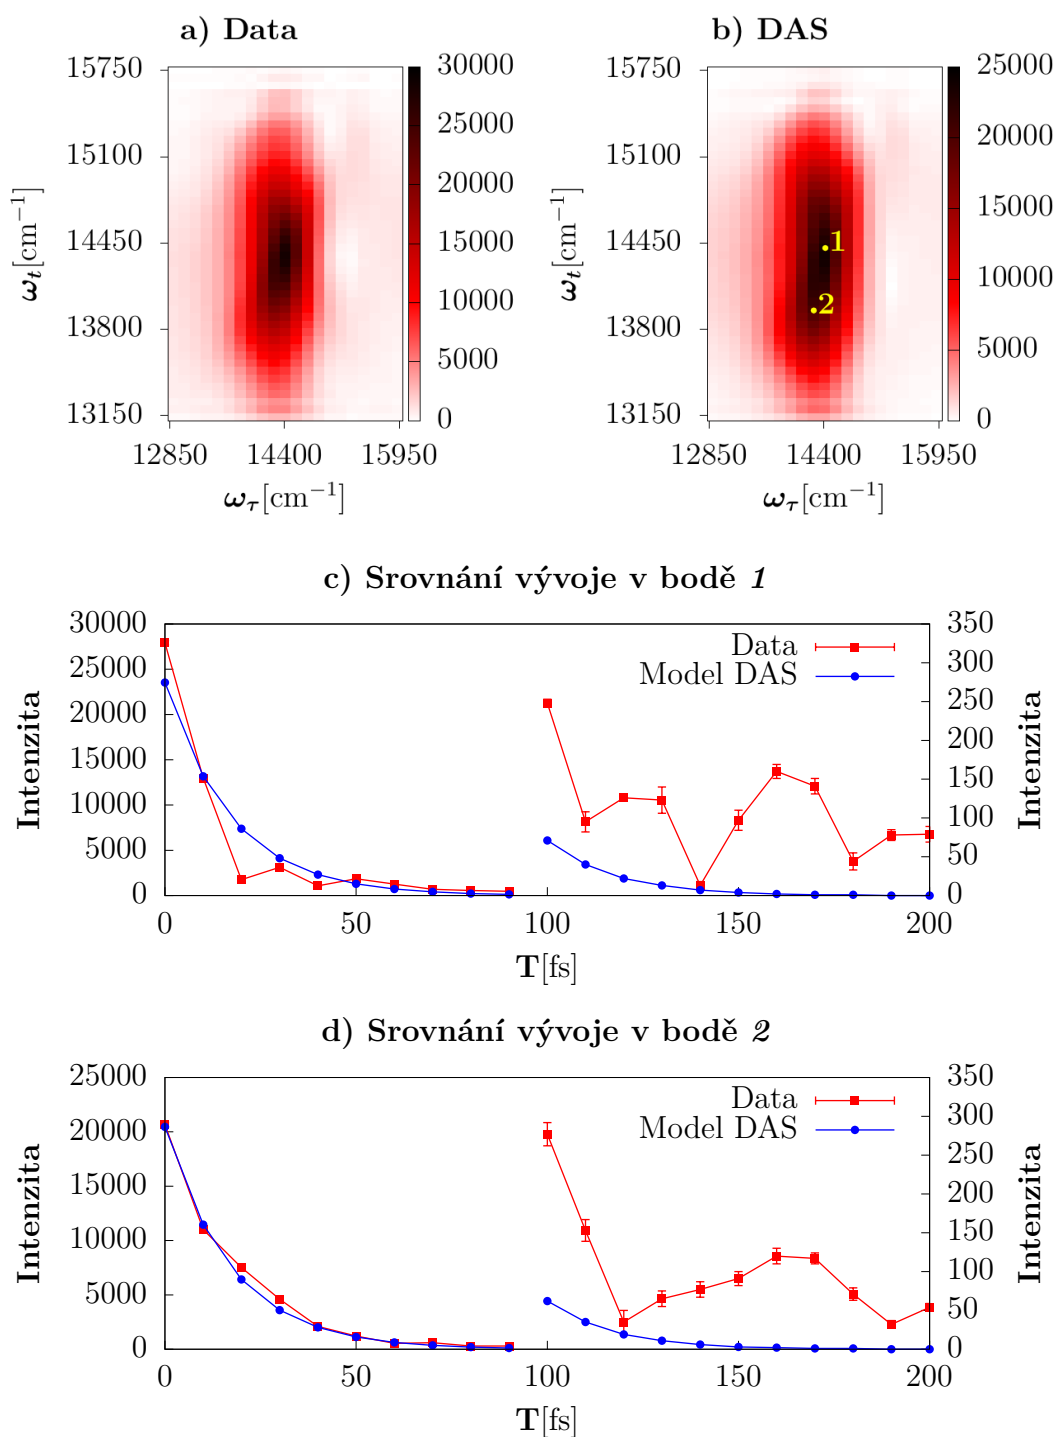 a) Data
b) DAS
15750
15100
14450
13800
13150
ω_t[cm⁻¹]
12850 14400 15950
ω_τ[cm⁻¹]
30000
25000
20000
15000
10000
5000
0
15750
15100
14450
13800
13150
ω_t[cm⁻¹]
.1
.2
12850 14400 15950
ω_τ[cm⁻¹]
25000
20000
15000
10000
5000
0
c) Srovnání vývoje v bodě 1
30000
25000
20000
15000
10000
5000
0
Intenzita
Data
Model DAS
350
300
250
200
150
100
50
0
Intenzita
0 50 100 150 200
T[fs]
d) Srovnání vývoje v bodě 2
25000
20000
15000
10000
5000
0
Intenzita
Data
Model DAS
350
300
250
200
150
100
50
0
Intenzita
0 50 100 150 200
T[fs]